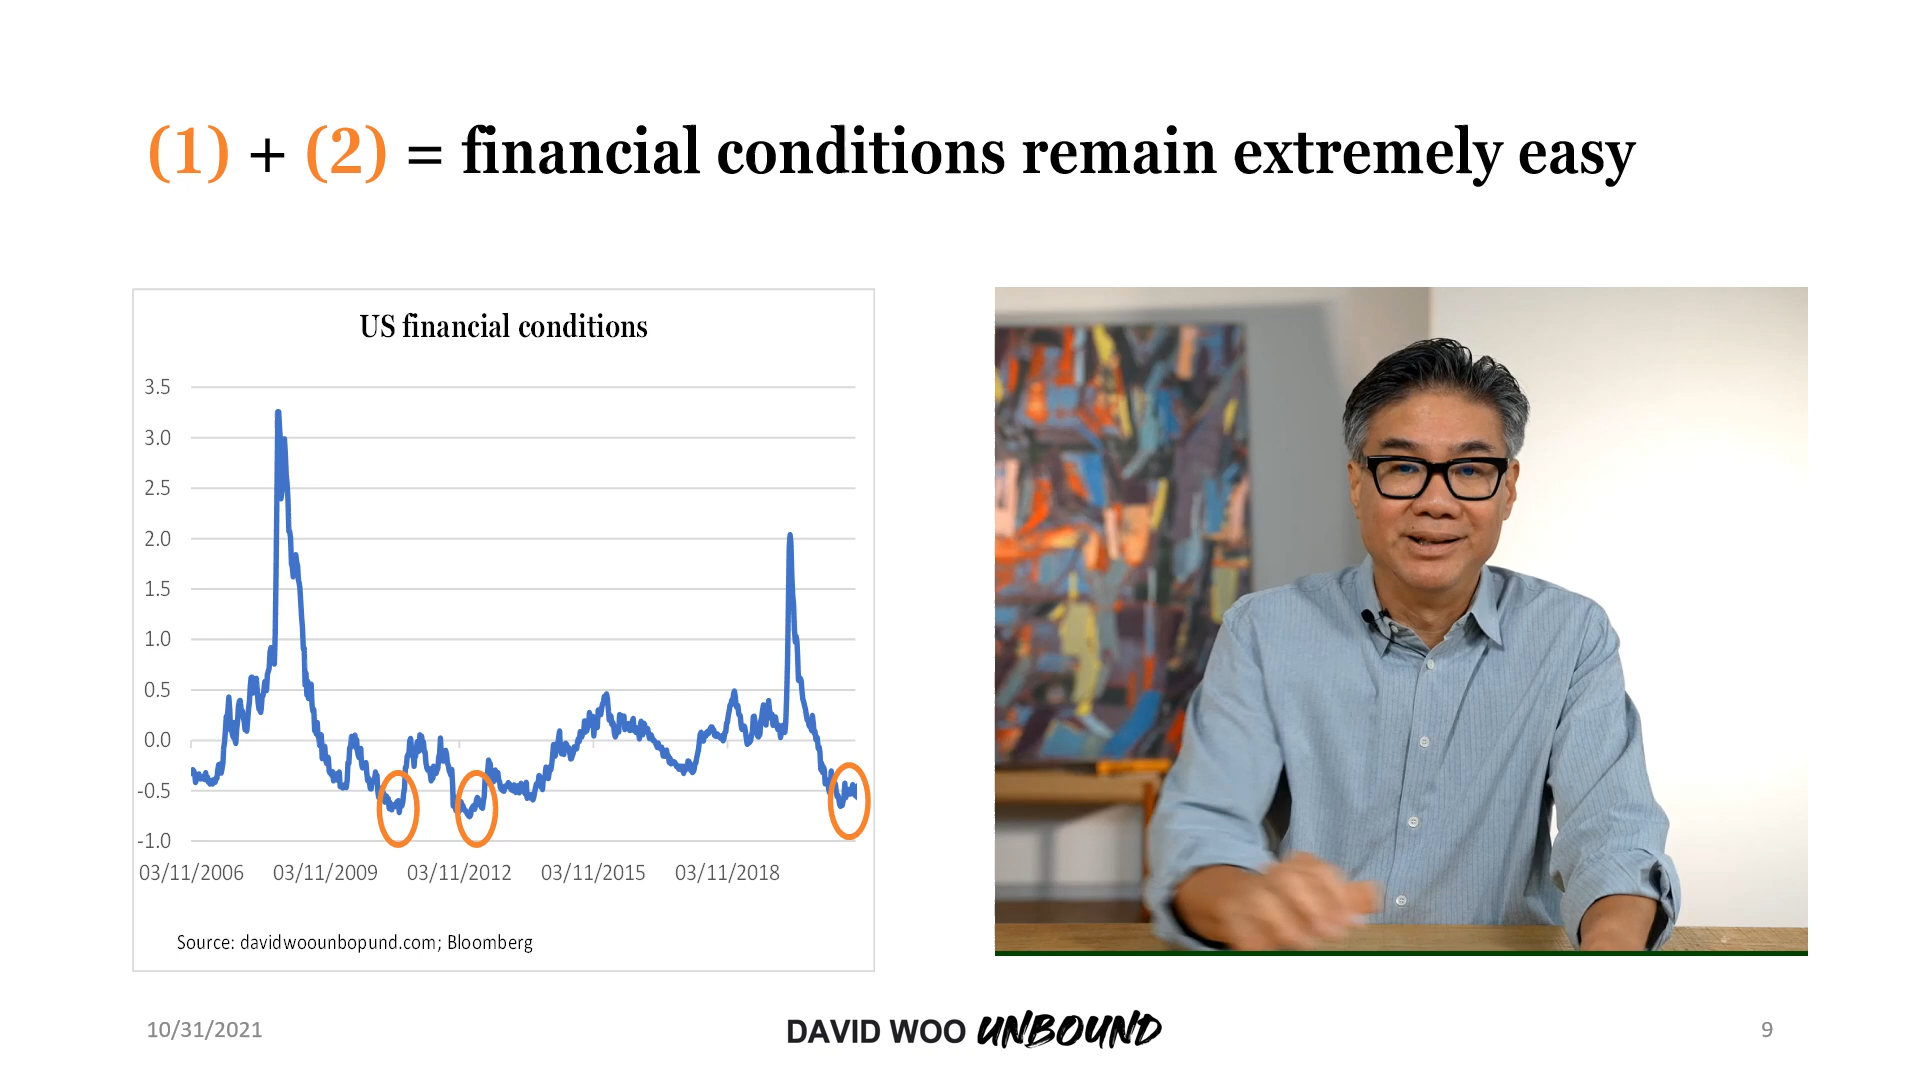 (1) + (2) = financial conditions remain extremely easy
US financial conditions
3.5
3.0
2.5
2.0
1.5
1.0
0.5
0.0
-0.5
-1.0
03/11/2006 03/11/2009 03/11/2012 03/11/2015 03/11/2018
Source: davidwoounbopund.com; Bloomberg
10/31/2021
DAVID WOO UNBOUND
9